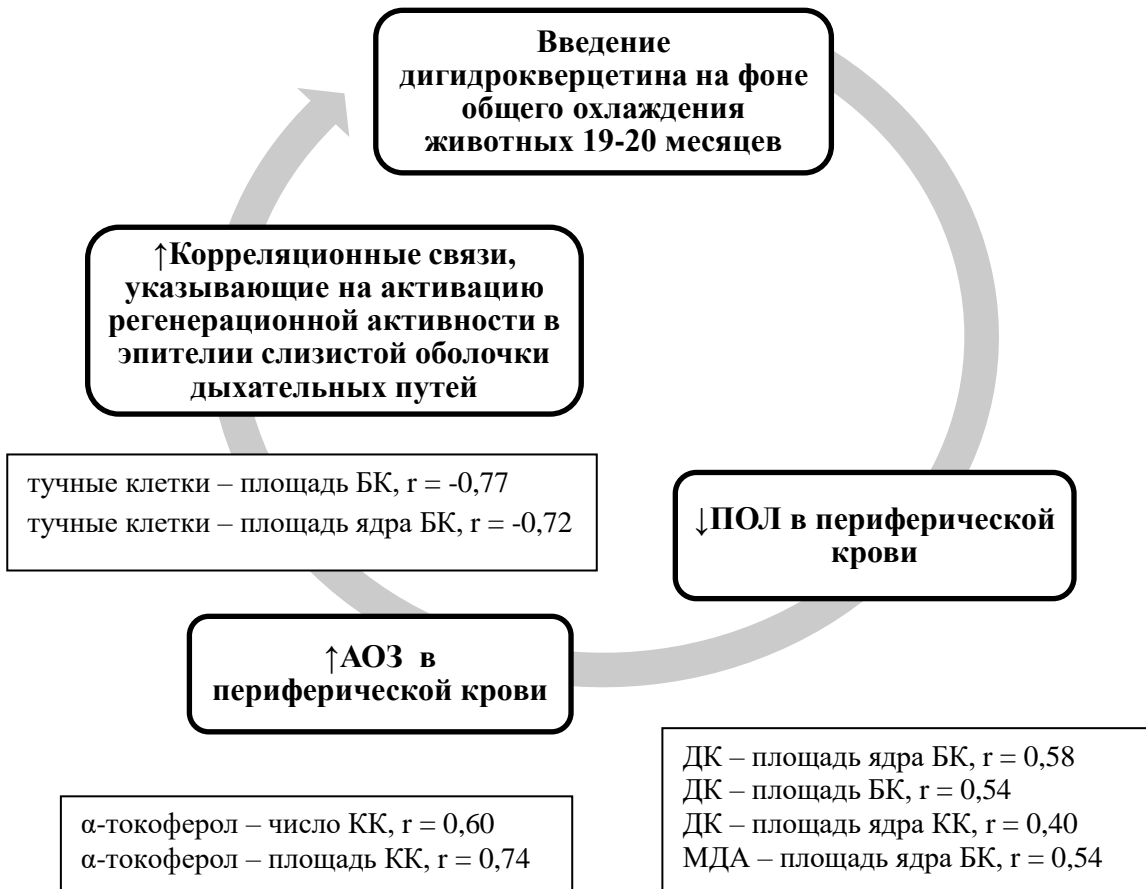 Введение
дигидрокверцетина на фоне
общего охлаждения
животных 19-20 месяцев
↑Корреляционные связи,
указывающие на активацию
регенерационной активности в
эпителии слизистой оболочки
дыхательных путей
тучные клетки – площадь БК, r = -0,77
тучные клетки – площадь ядра БК, r = -0,72
↓ПОЛ в периферической
крови
↑АОЗ в
периферической крови
ДК – площадь ядра БК, r = 0,58
ДК – площадь БК, r = 0,54
ДК – площадь ядра КК, r = 0,40
МДА – площадь ядра БК, r = 0,54
α-токоферол – число КК, r = 0,60
α-токоферол – площадь КК, r = 0,74